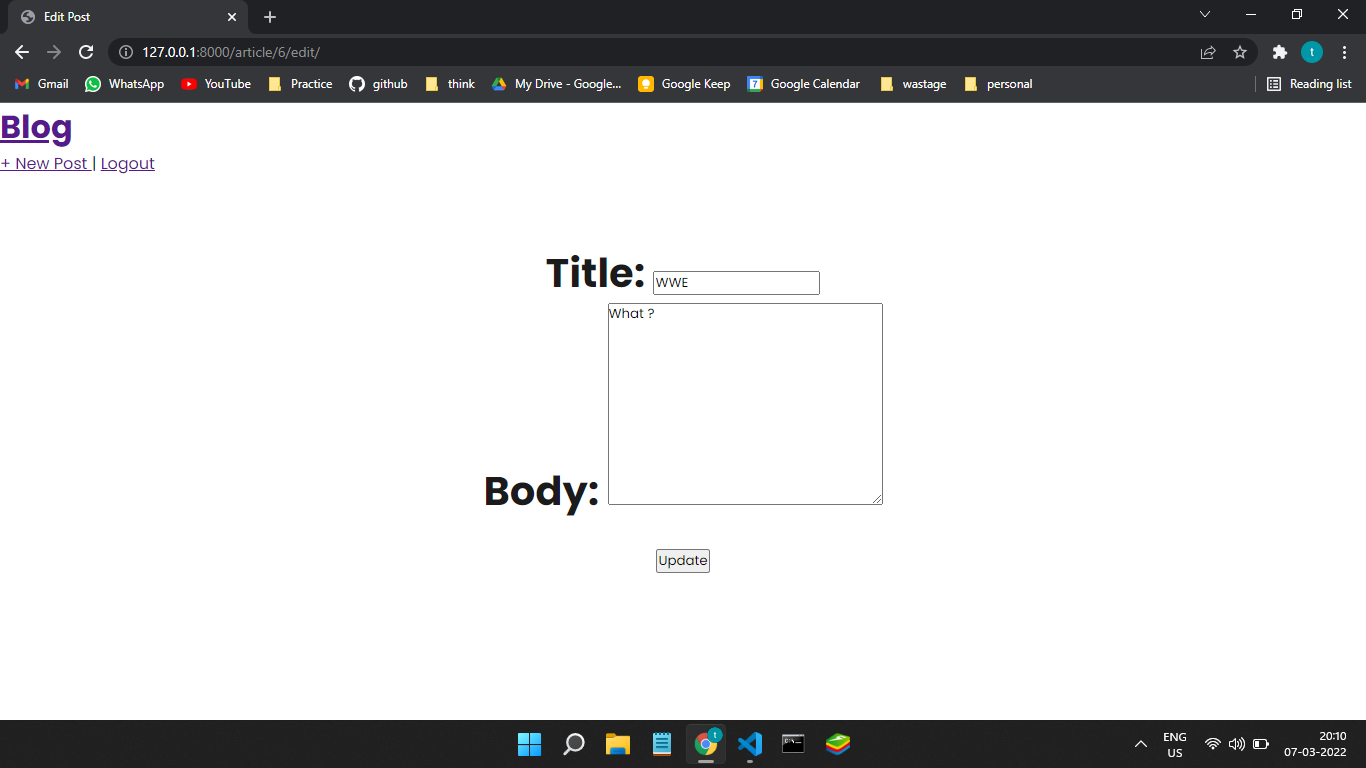 Edit Post
127.0.0.1:8000/article/6/edit/
t
Gmail WhatsApp YouTube Practice github think My Drive - Google... Google Keep 7 Google Calendar wastage personal Reading list
Blog
+ New Post | Logout
Title: WWE
What ?
Body:
Update
t
ENG
US
20:10
07-03-2022